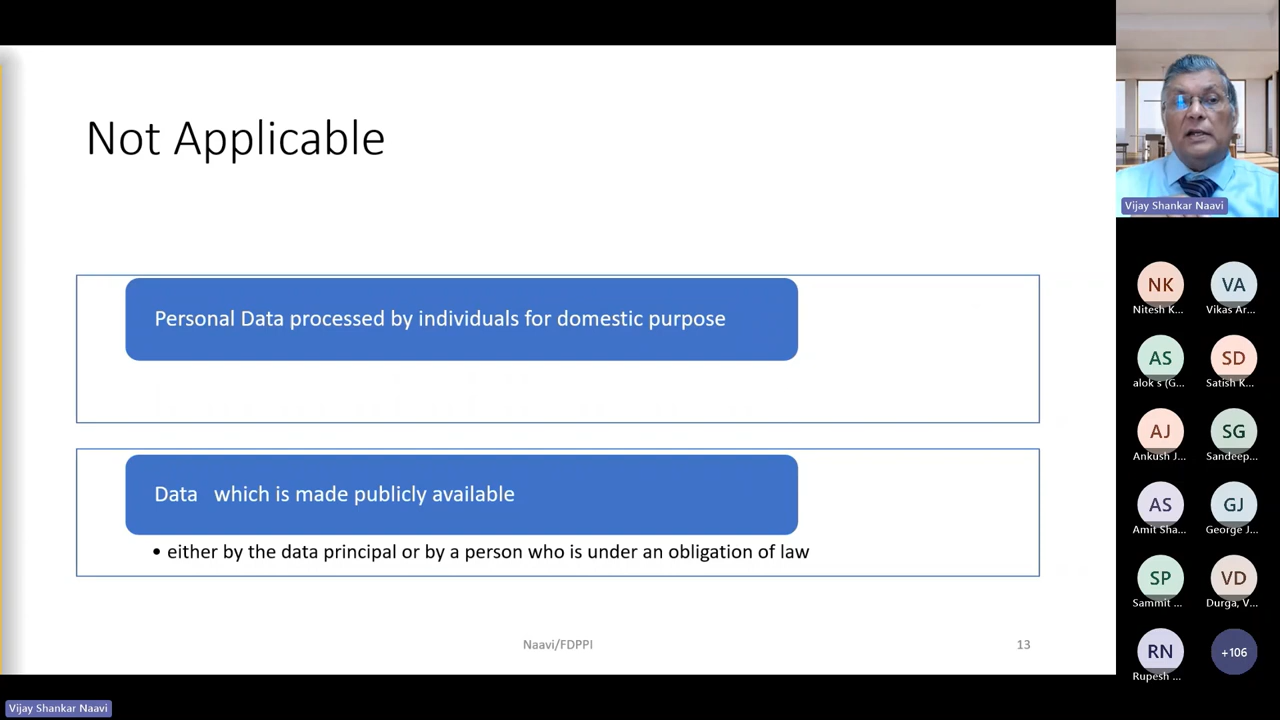 Not Applicable
Personal Data processed by individuals for domestic purpose
Data which is made publicly available
• either by the data principal or by a person who is under an obligation of law
Naavi/FDPPI
13
Vijay Shankar Naavi
NK
Nitesh K...
VA
Vikas Ar...
AS
alok s (G...
SD
Satish K...
AJ
Ankush J...
SG
Sandeep...
AS
Amit Sha...
GJ
George J...
SP
Sammit ...
VD
Durga, V...
RN
Rupesh ...
+106
Vijay Shankar Naavi